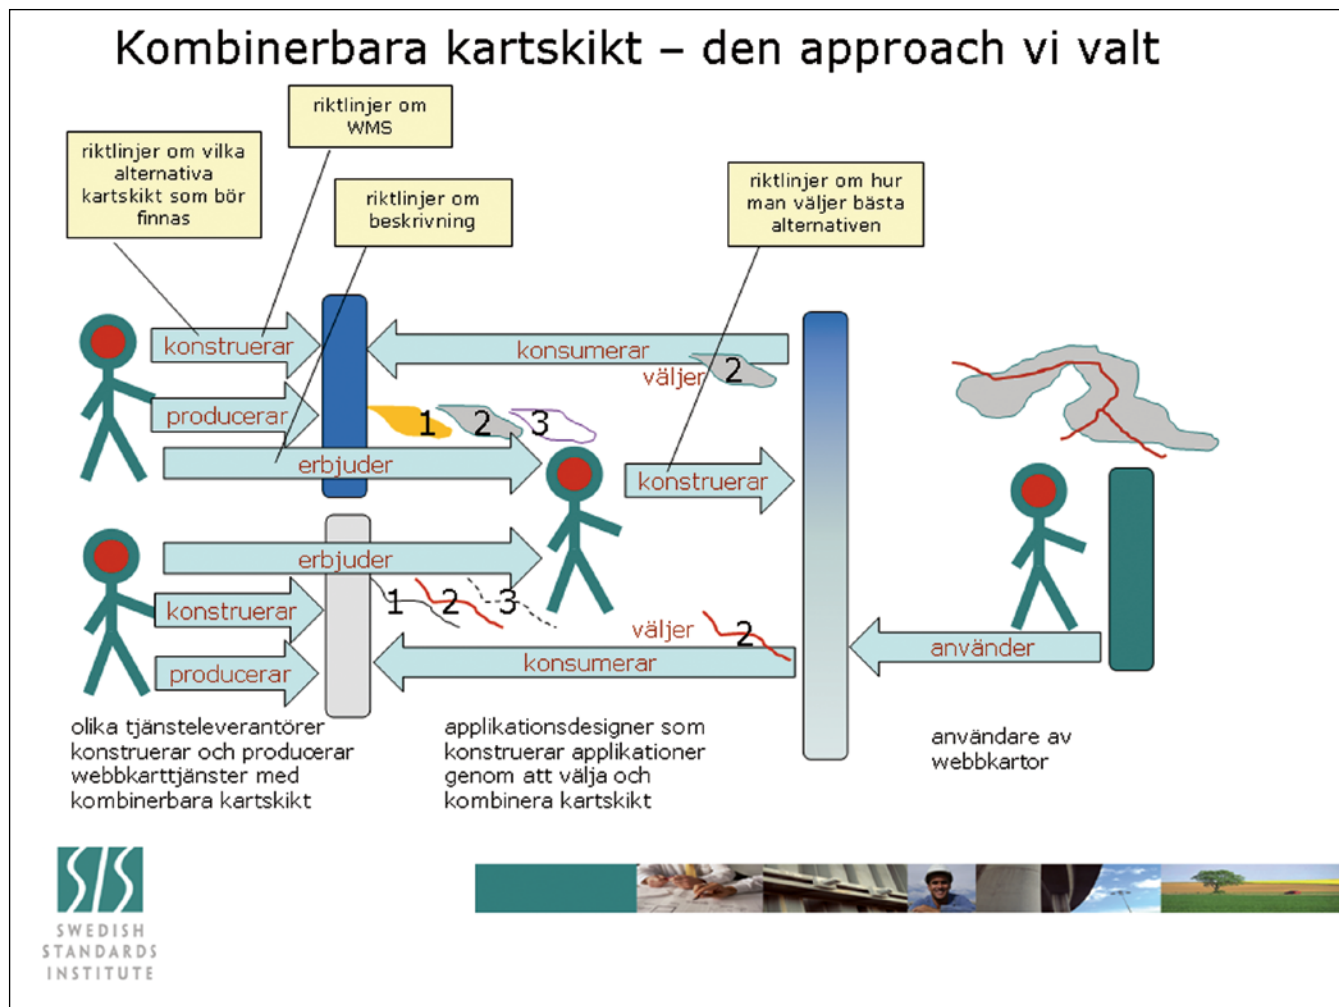 Kombinerbara kartskikt – den approach vi valt
riktlinjer om
WMS
riktlinjer om vilka
alternativa
kartskikt som bör
finnas
riktlinjer om
beskrivning
riktlinjer om hur
man väljer bästa
alternativen
konstruerar
konsumerar
väljer
2
producerar
1
2
3
erbjuder
konstruerar
erbjuder
konstruerar
1
2
3
väljer
2
producerar
konsumerar
använder
olika tjänsteleverantörer
konstruerar och producerar
webbkarttjänster med
kombinerbara kartskikt
applikationsdesigner som
konstruerar applikationer
genom att välja och
kombinera kartskikt
användare av
webbkartor
SIS
SWEDISH
STANDARDS
INSTITUTE